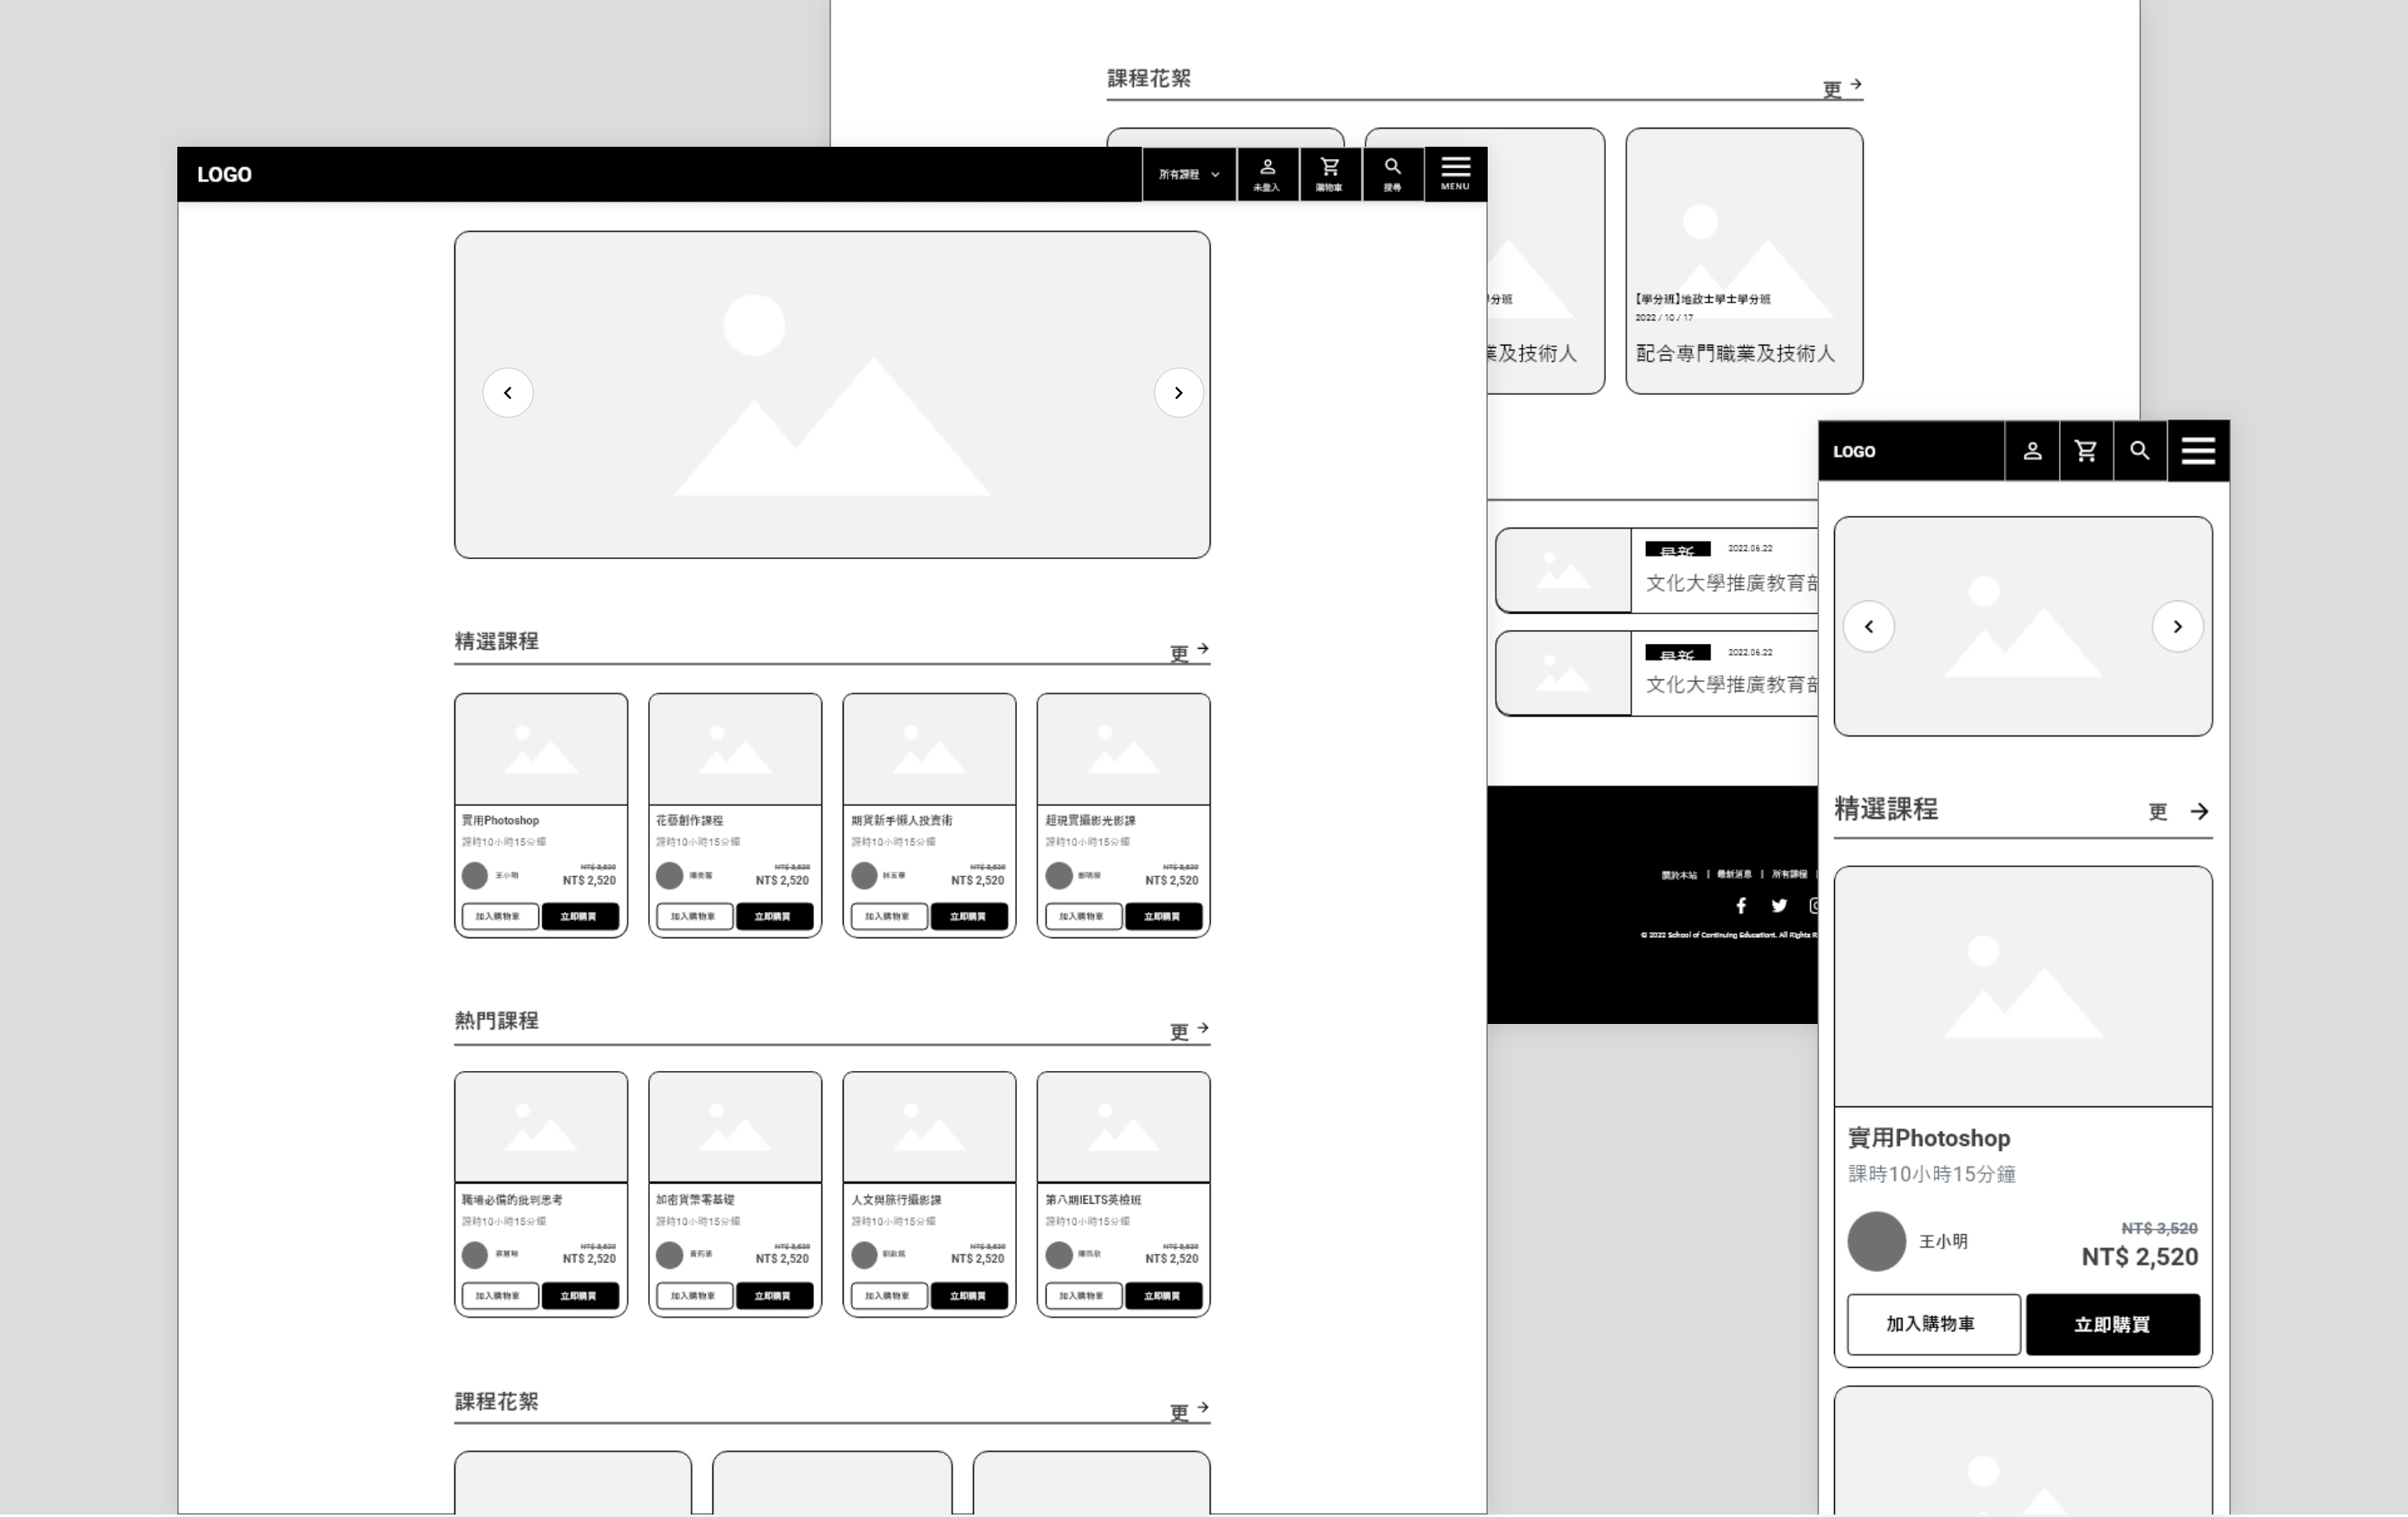 課程花絮
更
【學分班】地政士學士學分班
2022 / 10 / 17
學分班
業及技術人
配合專門職業及技術人
最新
2022.06.22
文化大學推廣教育部
最新
2022.06.22
文化大學推廣教育部
關於本站 | 最新消息 | 所有課程 |
© 2022 School of Continuing Educationt. All Rights R
LOGO
所有課程
未登入
購物車
搜尋
MENU
精選課程
更
實用Photoshop
課時10小時15分鐘
王小明
NT$ 3,520
NT$ 2,520
加入購物車
立即購買
花藝創作課程
課時10小時15分鐘
NT$ 3,520
NT$ 2,520
加入購物車
立即購買
期貨新手懶人投資術
課時10小時15分鐘
林玉華
NT$ 3,520
NT$ 2,520
加入購物車
立即購買
超現實攝影光影課
課時10小時15分鐘
鄭明榮
NT$ 3,520
NT$ 2,520
加入購物車
立即購買
熱門課程
更
職場必備的批判思考
課時10小時15分鐘
NT$ 3,520
NT$ 2,520
加入購物車
立即購買
加密貨幣零基礎
課時10小時15分鐘
NT$ 3,520
NT$ 2,520
加入購物車
立即購買
人文與旅行攝影課
課時10小時15分鐘
NT$ 3,520
NT$ 2,520
加入購物車
立即購買
第八期IELTS英檢班
課時10小時15分鐘
NT$ 3,520
NT$ 2,520
加入購物車
立即購買
課程花絮
更
LOGO
精選課程
更
實用Photoshop
課時10小時15分鐘
王小明
NT$ 3,520
NT$ 2,520
加入購物車
立即購買